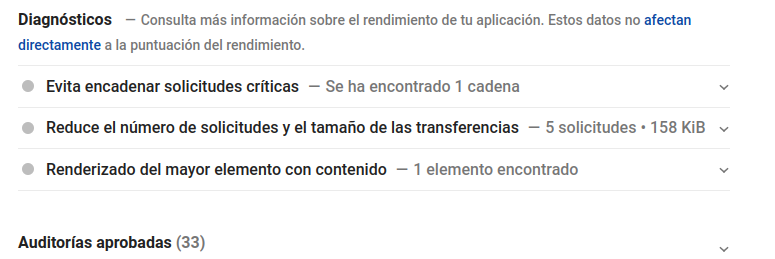 Diagnósticos — Consulta más información sobre el rendimiento de tu aplicación. Estos datos no afectan
directamente a la puntuación del rendimiento.
Evita encadenar solicitudes críticas — Se ha encontrado 1 cadena
Reduce el número de solicitudes y el tamaño de las transferencias — 5 solicitudes • 158 KiB
Renderizado del mayor elemento con contenido — 1 elemento encontrado
Auditorías aprobadas (33)